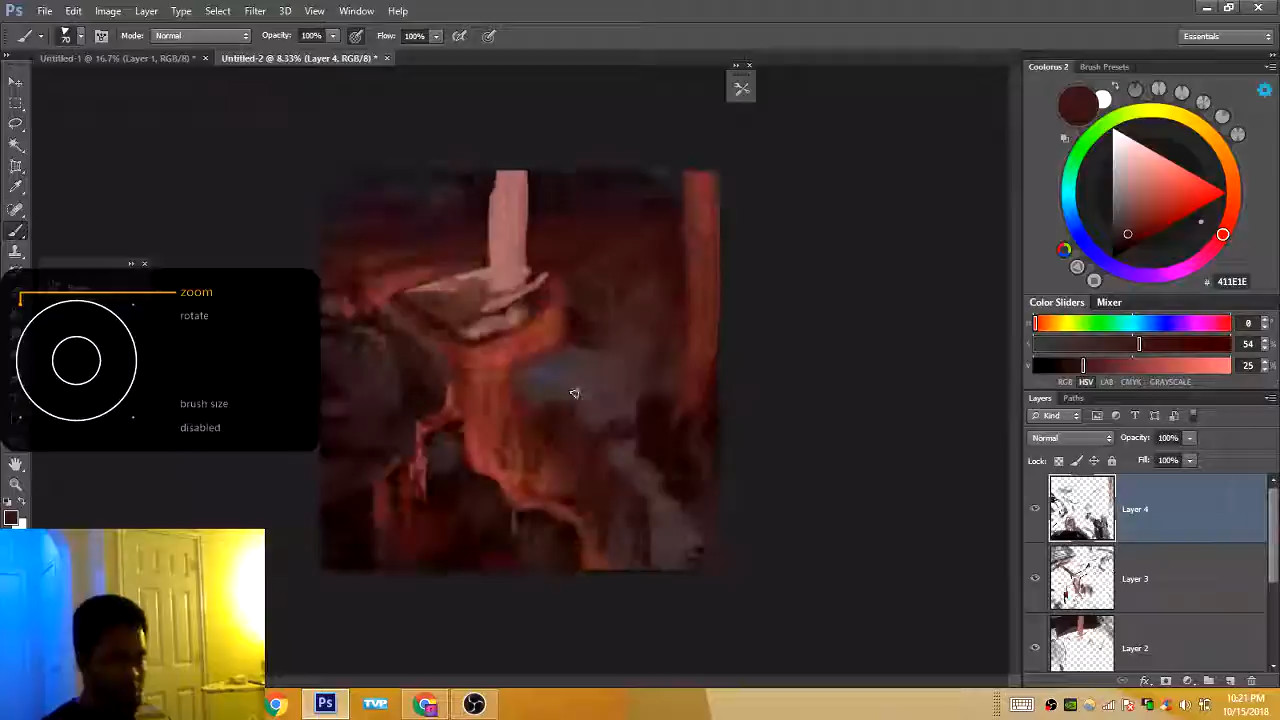 Ps File Edit Image Layer Type Select Filter 3D View Window Help
70 Mode: Normal Opacity: 100% Flow: 100% Essentials
Untitled-1 @ 16.7% (Layer 1, RGB/8) * × Untitled-2 @ 8.33% (Layer 4, RGB/8) * ×
Coolorus 2 Brush Presets
# 411E1E
Color Sliders Mixer
H 0
S 54 %
V 25 %
RGB HSV LAB CMYK GRAYSCALE
Layers Paths
Kind
Normal Opacity: 100%
Lock: Fill: 100%
Layer 4
Layer 3
Layer 2
zoom
rotate
brush size
disabled
Ps TVP
10:21 PM
10/15/2018